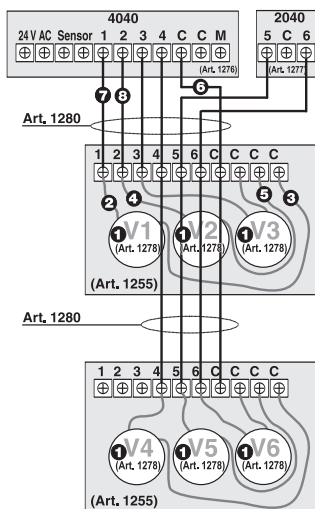 4040 2040
24 V AC Sensor 1 2 3 4 C C M 5 C 6
(Art. 1276) (Art. 1277)
7 8 6
Art. 1280
1 2 3 4 5 6 C C C C
2 4 5 3
1 V1 1 V2 1 V3
(Art. 1278) (Art. 1278) (Art. 1278)
(Art. 1255)
Art. 1280
1 2 3 4 5 6 C C C C
1 V4 1 V5 1 V6
(Art. 1278) (Art. 1278) (Art. 1278)
(Art. 1255)